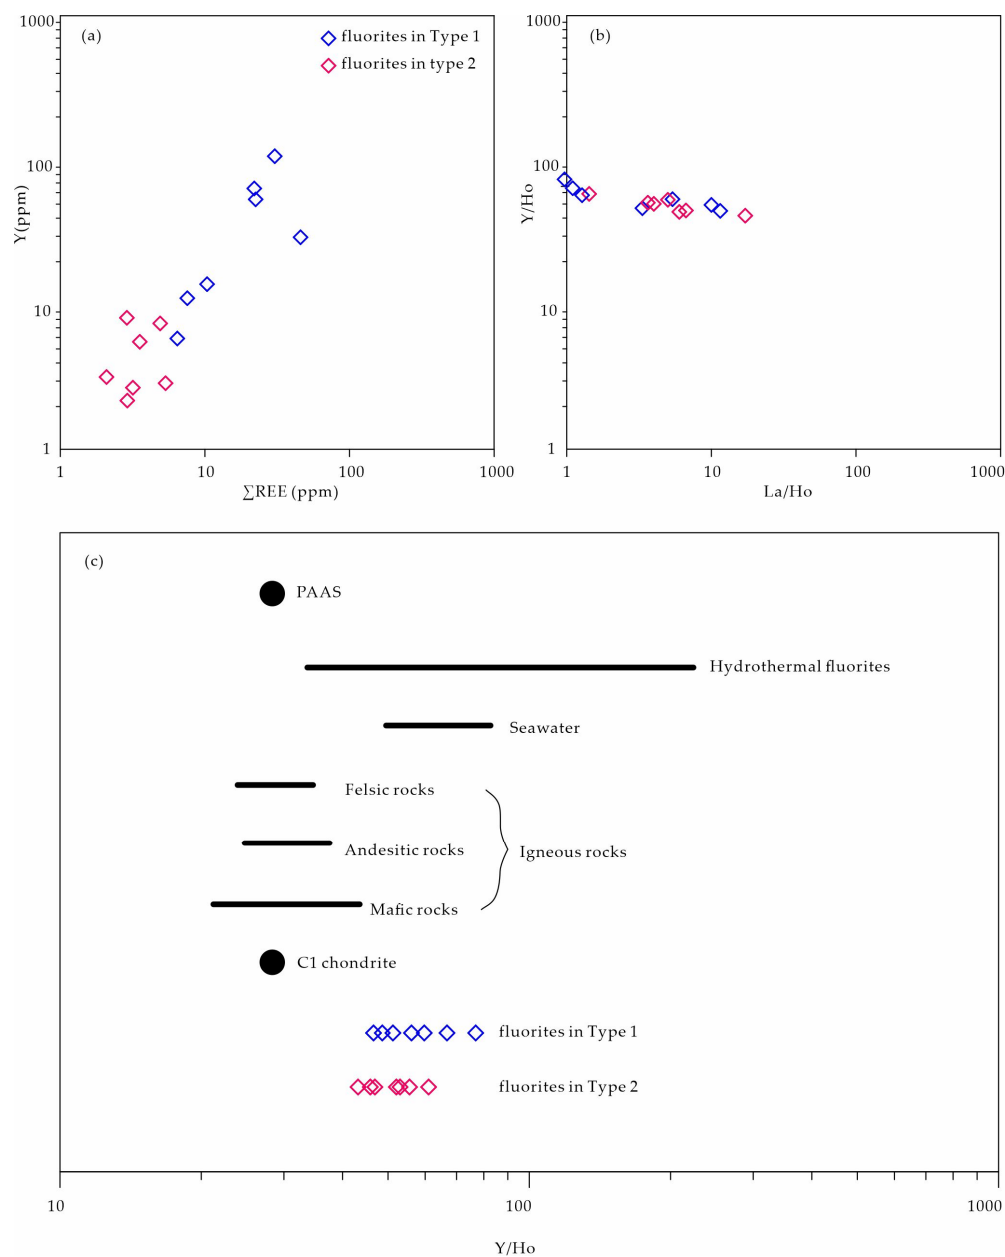 (a)
fluorites in Type 1
fluorites in type 2
1000
100
10
1
Y(ppm)
1 10 100 1000
∑REE (ppm)
(b)
1000
100
10
1
Y/Ho
1 10 100 1000
La/Ho
(c)
PAAS
Hydrothermal fluorites
Seawater
Felsic rocks
Andesitic rocks
Igneous rocks
Mafic rocks
C1 chondrite
fluorites in Type 1
fluorites in Type 2
10 100 1000
Y/Ho